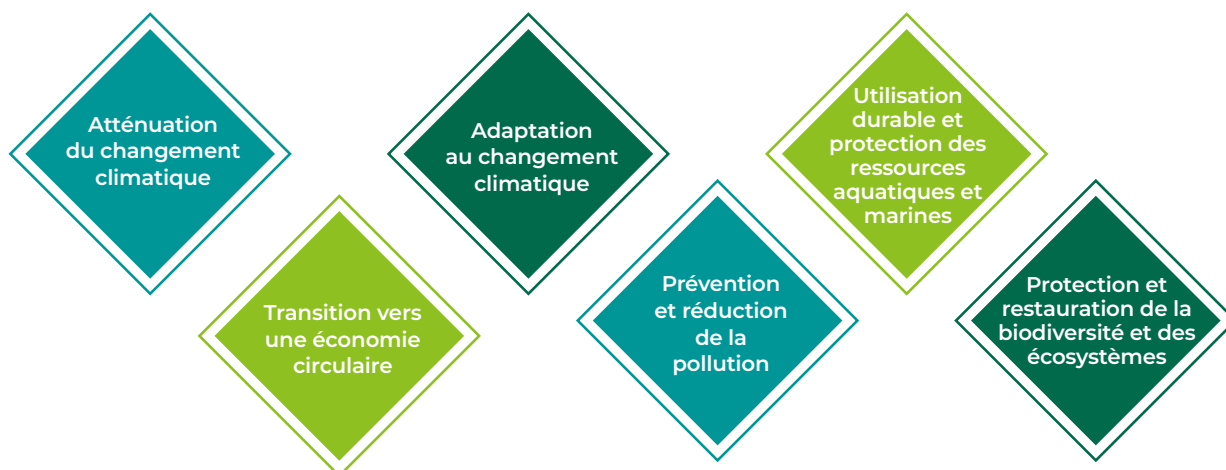 Atténuation
du changement
climatique
Adaptation
au changement
climatique
Utilisation
durable et
protection des
ressources
aquatiques et
marines
Transition vers
une économie
circulaire
Prévention
et réduction
de la
pollution
Protection et
restauration de la
biodiversité et des
écosystèmes